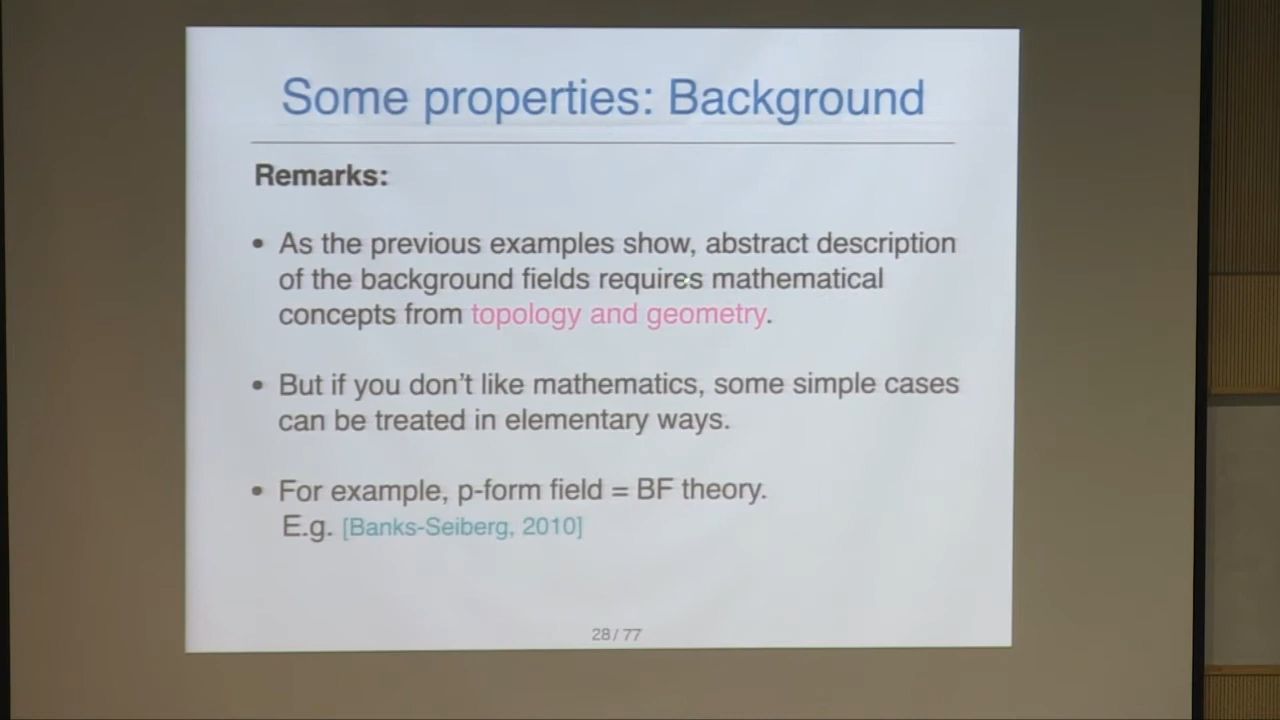 Some properties: Background
Remarks:
• As the previous examples show, abstract description
of the background fields requires mathematical
concepts from topology and geometry.
• But if you don't like mathematics, some simple cases
can be treated in elementary ways.
• For example, p-form field = BF theory.
E.g. [Banks-Seiberg, 2010]
28 / 77